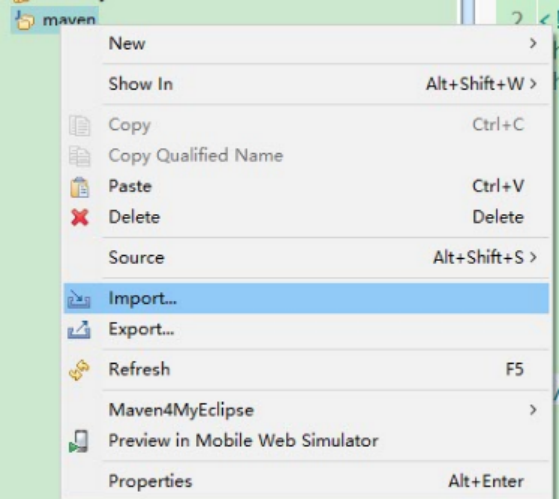 maven
2 <
New >
Show In Alt+Shift+W >
Copy Ctrl+C
Copy Qualified Name
Paste Ctrl+V
Delete Delete
Source Alt+Shift+S >
Import...
Export...
Refresh F5
Maven4MyEclipse >
Preview in Mobile Web Simulator
Properties Alt+Enter